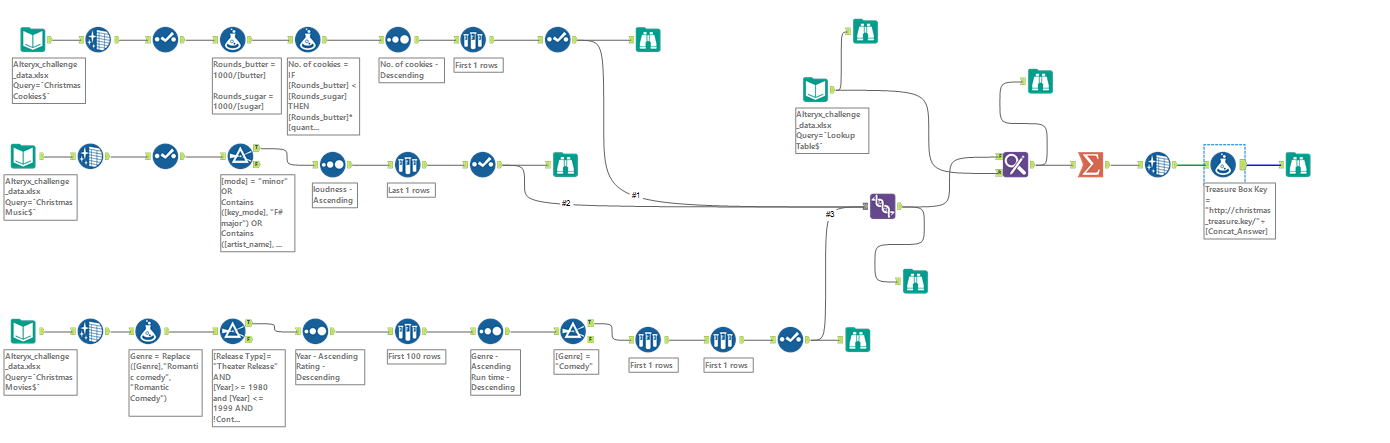 Alteryx_challenge
_data.xlsx
Query=`Christmas
Cookies$`
Rounds_butter =
1000/[butter]
Rounds_sugar =
1000/[sugar]
No. of cookies =
IF
[Rounds_butter] <
[Rounds_sugar]
THEN
[Rounds_butter]*
[quant...
No. of cookies -
Descending
First 1 rows
Alteryx_challenge
_data.xlsx
Query=`Lookup
Table$`
Alteryx_challenge
_data.xlsx
Query=`Christmas
Music$`
[mode] = "minor"
OR
Contains
([key_mode], "F#
major") OR
Contains
([artist_name], ...
loudness -
Ascending
Last 1 rows
#1
#2
#3
Treasure Box Key
=
"http://christmas
_treasure.key/"+
[Concat_Answer]
Alteryx_challenge
_data.xlsx
Query=`Christmas
Movies$`
Genre = Replace
([Genre],"Romanti
c comedy",
"Romantic
Comedy")
[Release Type]=
"Theater Release"
AND
[Year]>= 1980
and [Year] <=
1999 AND
!Cont...
Year - Ascending
Rating -
Descending
First 100 rows
Genre -
Ascending
Run time -
Descending
[Genre] =
"Comedy"
First 1 rows
First 1 rows
T
F
T
F
T
F